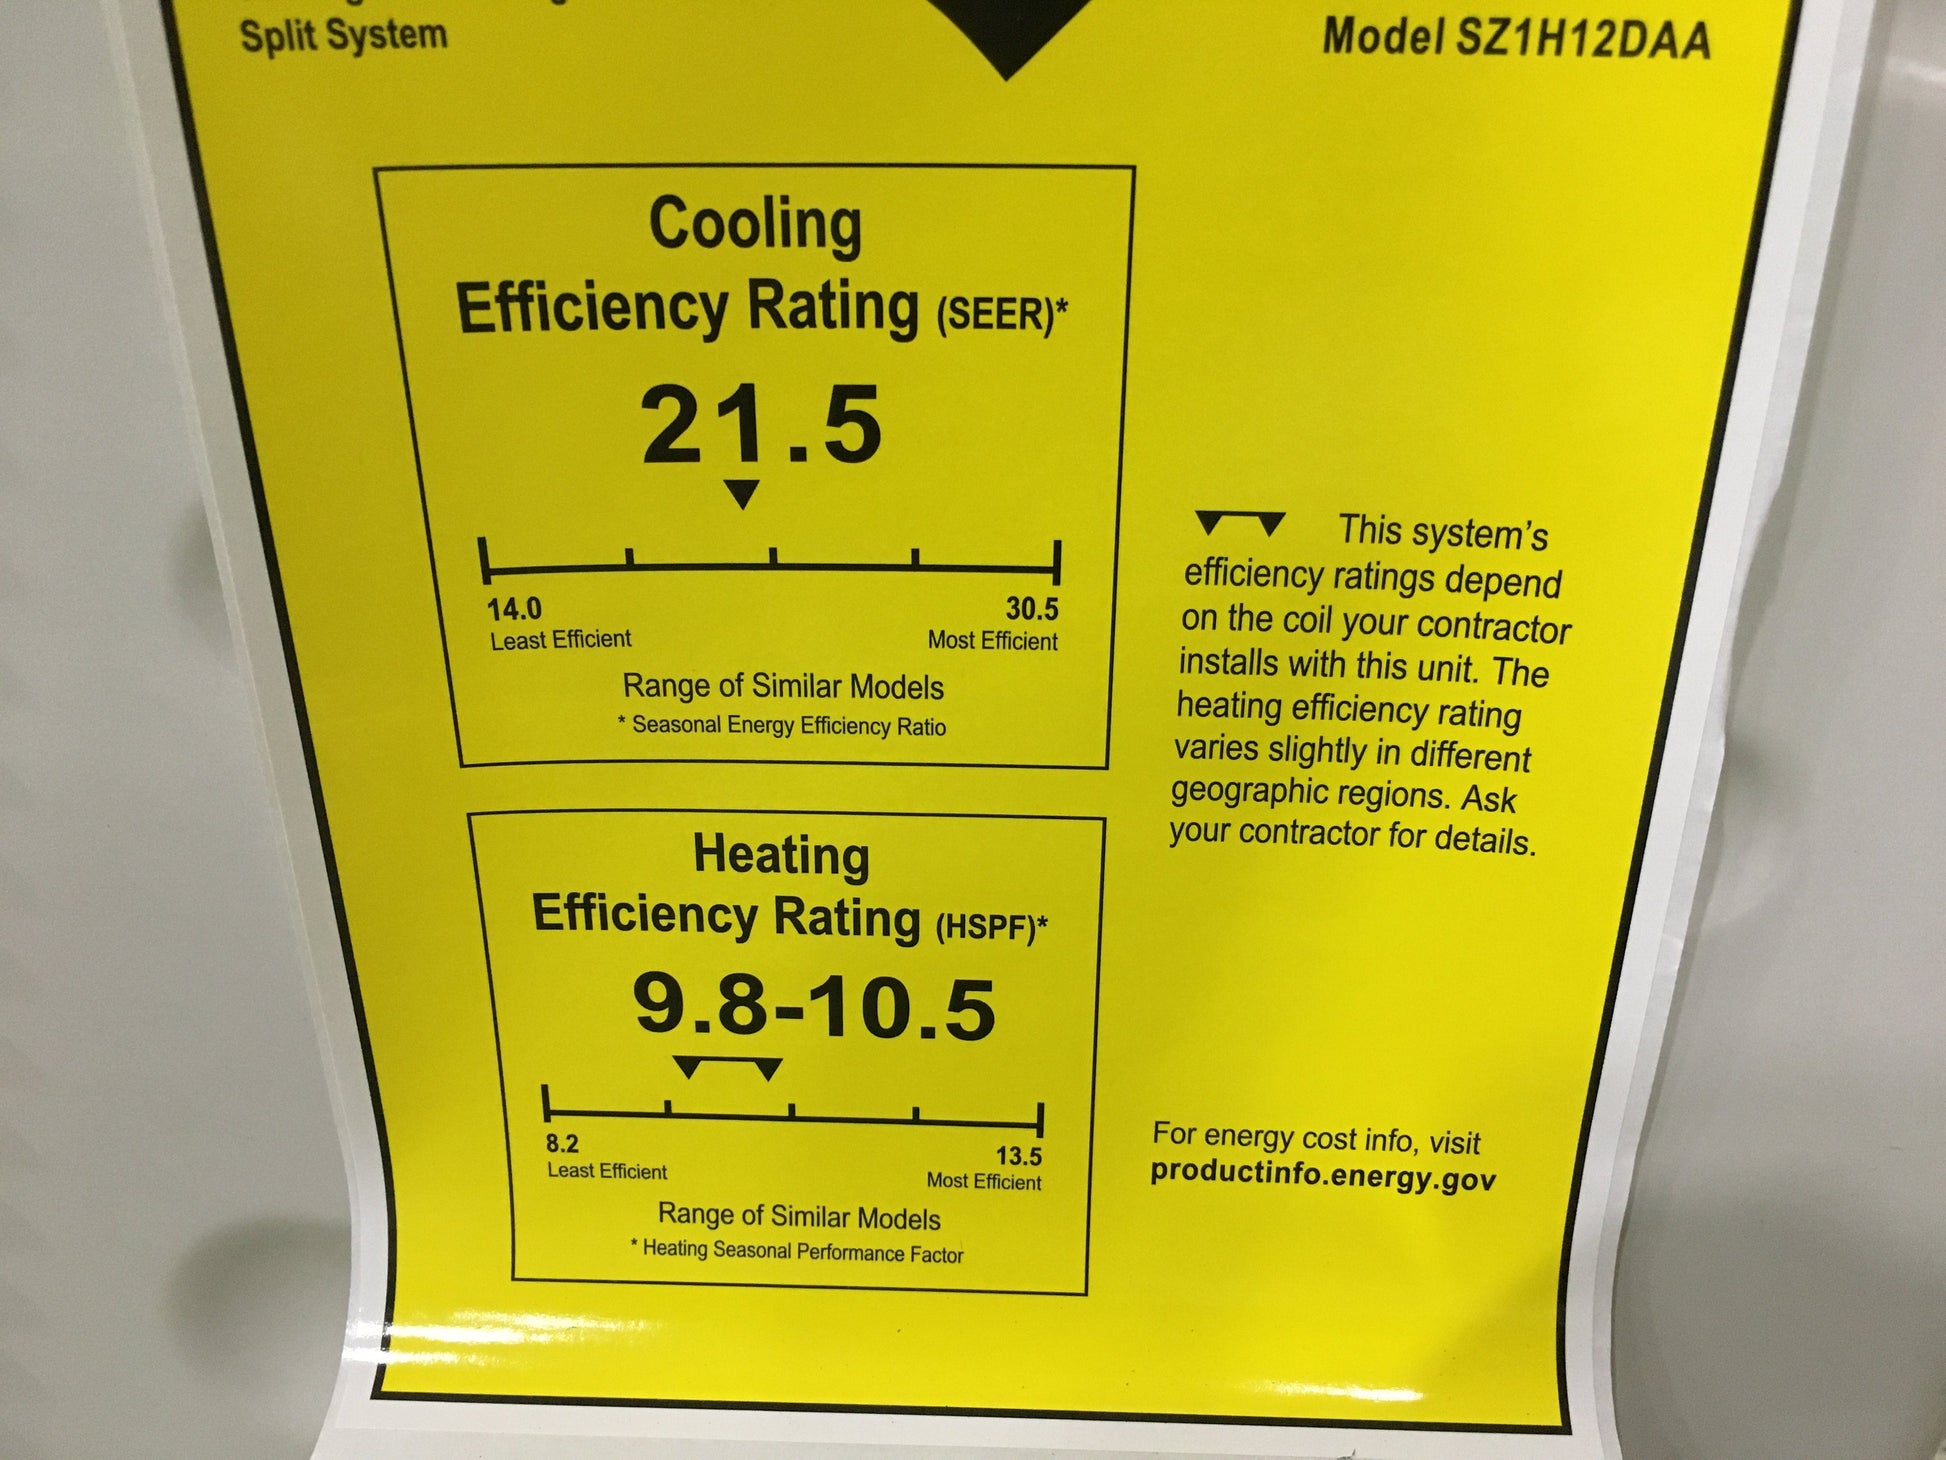 Split System
Model SZ1H12DAA
Cooling
Efficiency Rating (SEER)*
21.5
14.0
30.5
Least Efficient
Most Efficient
Range of Similar Models
* Seasonal Energy Efficiency Ratio
This system's
efficiency ratings depend
on the coil your contractor
installs with this unit. The
heating efficiency rating
varies slightly in different
geographic regions. Ask
your contractor for details.
Heating
Efficiency Rating (HSPF)*
9.8-10.5
8.2
13.5
Least Efficient
Most Efficient
Range of Similar Models
* Heating Seasonal Performance Factor
For energy cost info, visit
productinfo.energy.gov